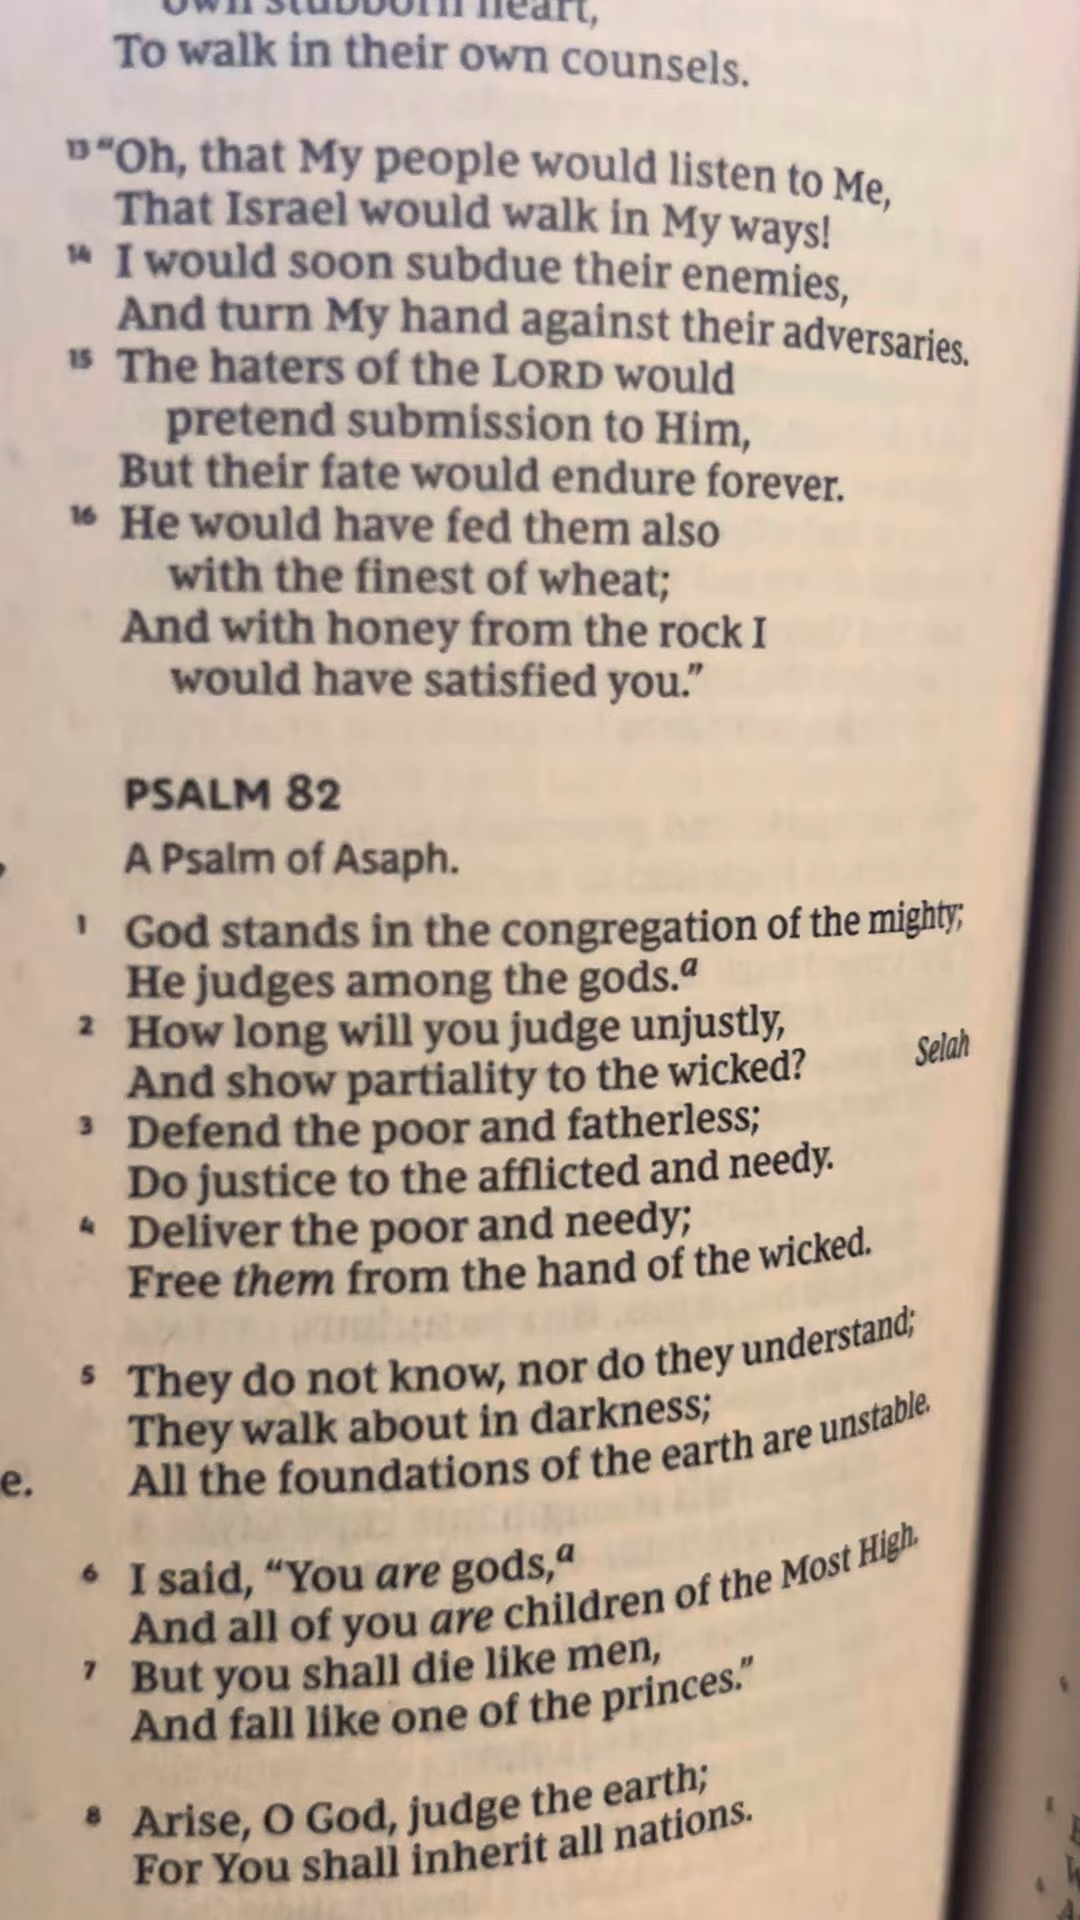 own stubborn heart,
To walk in their own counsels.
13 “Oh, that My people would listen to Me,
That Israel would walk in My ways!
14 I would soon subdue their enemies,
And turn My hand against their adversaries.
15 The haters of the LORD would
pretend submission to Him,
But their fate would endure forever.
16 He would have fed them also
with the finest of wheat;
And with honey from the rock I
would have satisfied you.”
PSALM 82
A Psalm of Asaph.
1 God stands in the congregation of the mighty;
He judges among the gods.a
2 How long will you judge unjustly,
And show partiality to the wicked? Selah
3 Defend the poor and fatherless;
Do justice to the afflicted and needy.
4 Deliver the poor and needy;
Free them from the hand of the wicked.
5 They do not know, nor do they understand;
They walk about in darkness;
All the foundations of the earth are unstable.
6 I said, “You are gods,a
And all of you are children of the Most High.
7 But you shall die like men,
And fall like one of the princes.”
8 Arise, O God, judge the earth;
For You shall inherit all nations.